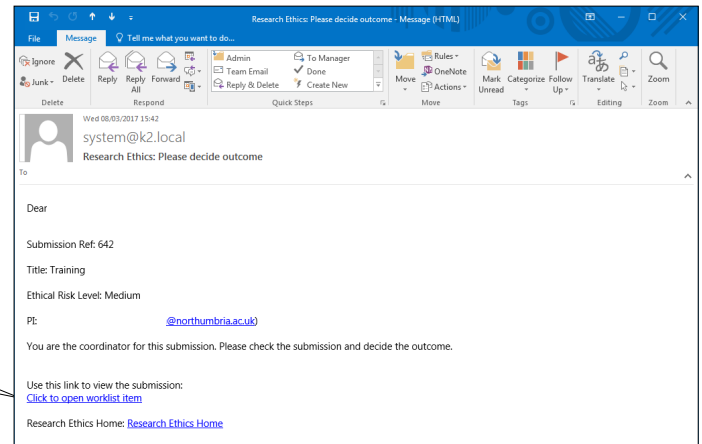 Research Ethics: Please decide outcome - Message (HTML)
File Message Tell me what you want to do...
Ignore
Junk
Delete
Reply
Reply All
Forward
Admin
Team Email
Reply & Delete
To Manager
Done
Create New
Move
Rules
OneNote
Actions
Mark Unread
Categorize
Follow Up
Translate
Zoom
Delete Respond Quick Steps Move Tags Editing Zoom
Wed 08/03/2017 15:42
system@k2.local
Research Ethics: Please decide outcome
To
Dear
Submission Ref: 642
Title: Training
Ethical Risk Level: Medium
PI: @northumbria.ac.uk)
You are the coordinator for this submission. Please check the submission and decide the outcome.
Use this link to view the submission:
Click to open worklist item
Research Ethics Home: Research Ethics Home